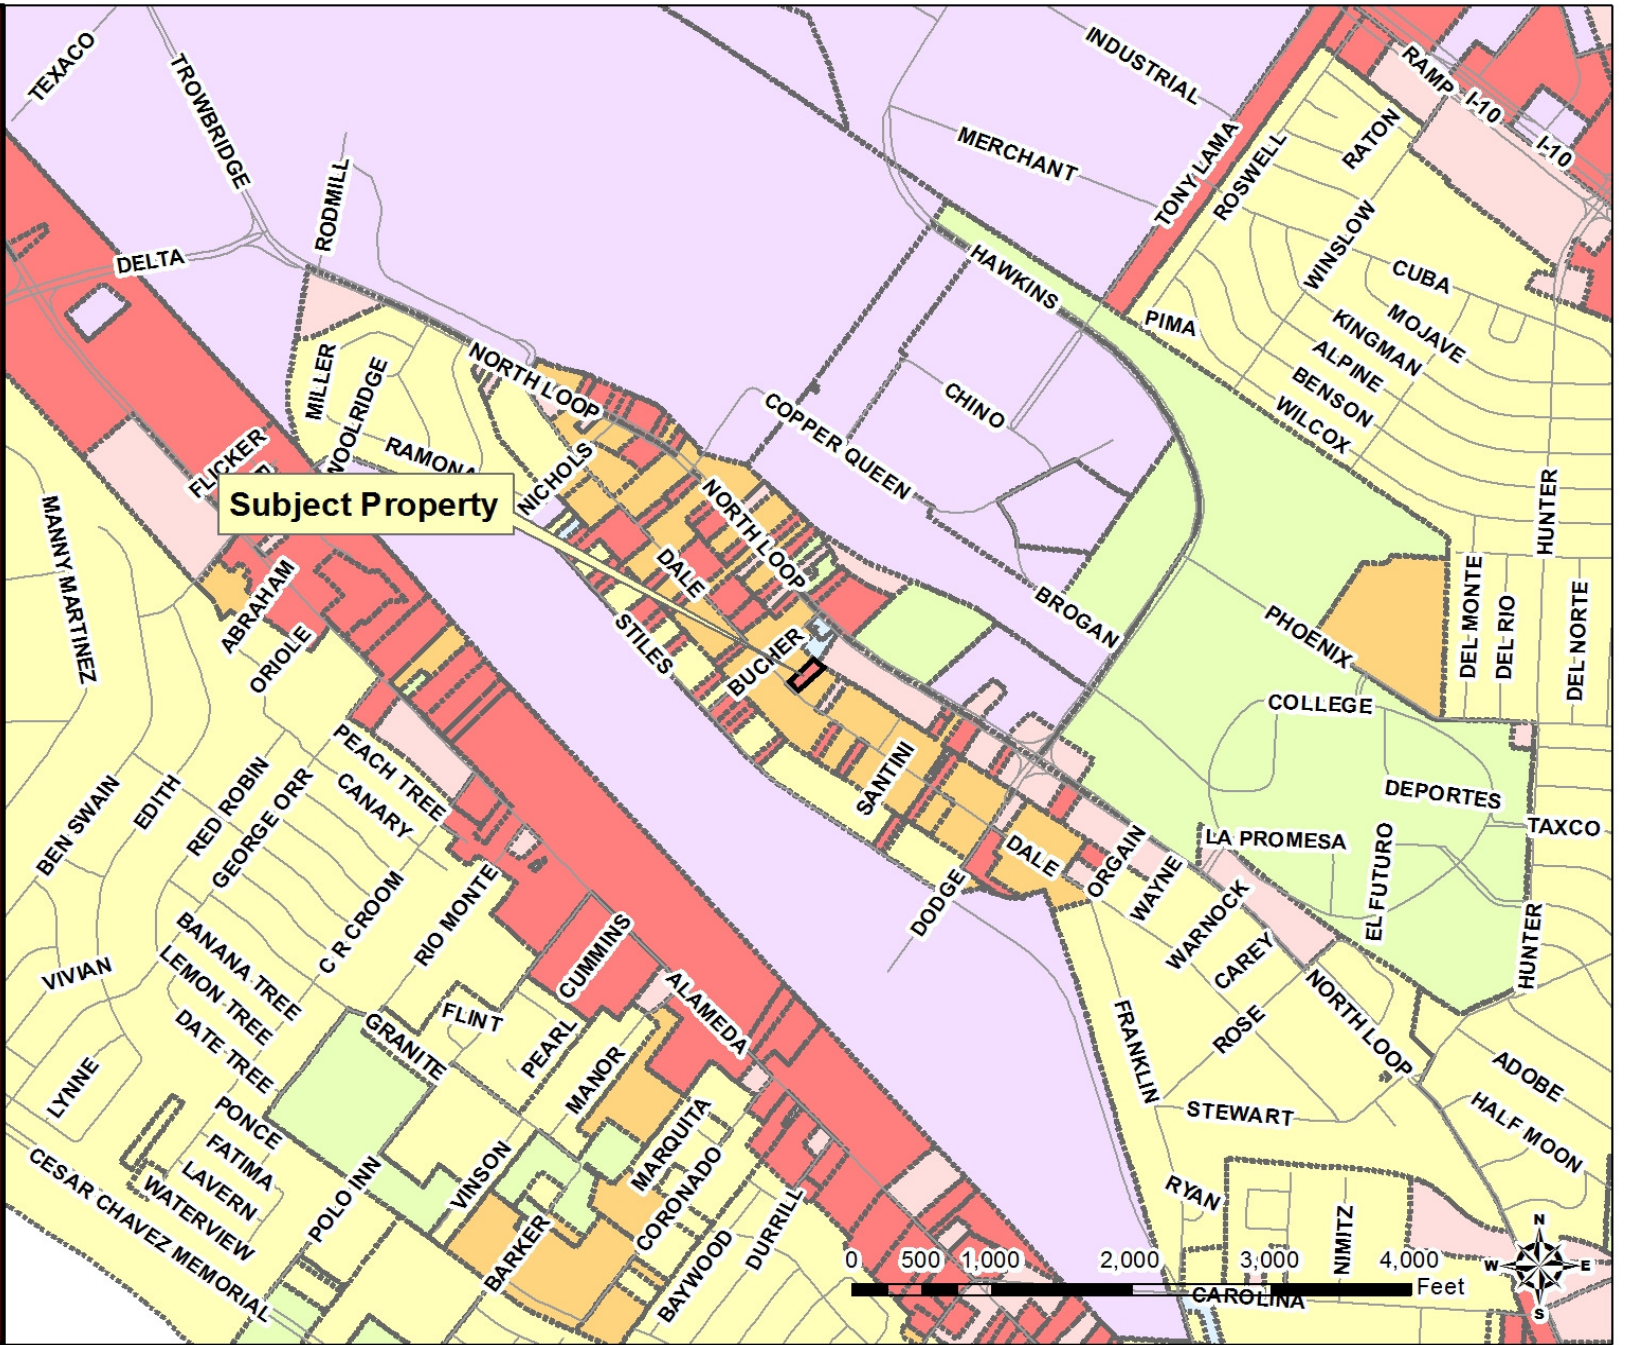 TEXACO
TROWBRIDGE
INDUSTRIAL
RAMP
I-10
I-10
MERCHANT
RATON
TONY LAMA
ROSWELL
RODMILL
WINSLOW
DELTA
HAWKINS
CUBA
PIMA
MOJAVE
KINGMAN
ALPINE
BENSON
WILCOX
MILLER
WOOLRIDGE
NORTH LOOP
CHINO
COPPER QUEEN
FLICKER
RAMONA
NICHOLS
Subject Property
NORTH LOOP
HUNTER
MANNY MARTINEZ
DALE
ABRAHAM
STILES
BROGAN
PHOENIX
DEL MONTE
DEL RIO
DEL NORTE
ORIOLE
BUCHER
COLLEGE
PEACH TREE
CANARY
SANTINI
DEPORTES
TAXCO
BEN SWAIN
EDITH
RED ROBIN
GEORGE ORR
LA PROMESA
DALE
ORGAIN
WAYNE
EL FUTURO
DODGE
WARNOCK
CAREY
HUNTER
C R CROOM
RIO MONTE
BANANA TREE
LEMON TREE
DATE TREE
VIVIAN
CUMMINS
ALAMEDA
NORTH LOOP
FRANKLIN
ROSE
FLINT
GRANITE
PEARL
MANOR
ADOBE
HALF MOON
LYNNE
STEWART
PONCE
FATIMA
LAVERN
WATERVIEW
CESAR CHAVEZ MEMORIAL
POLO INN
VINSON
MARQUITA
CORONADO
RYAN
BARKER
BAYWOOD
DURRILL
NIMITZ
N
W E
S
0 500 1,000 2,000 3,000 4,000
Feet
CAROLINA